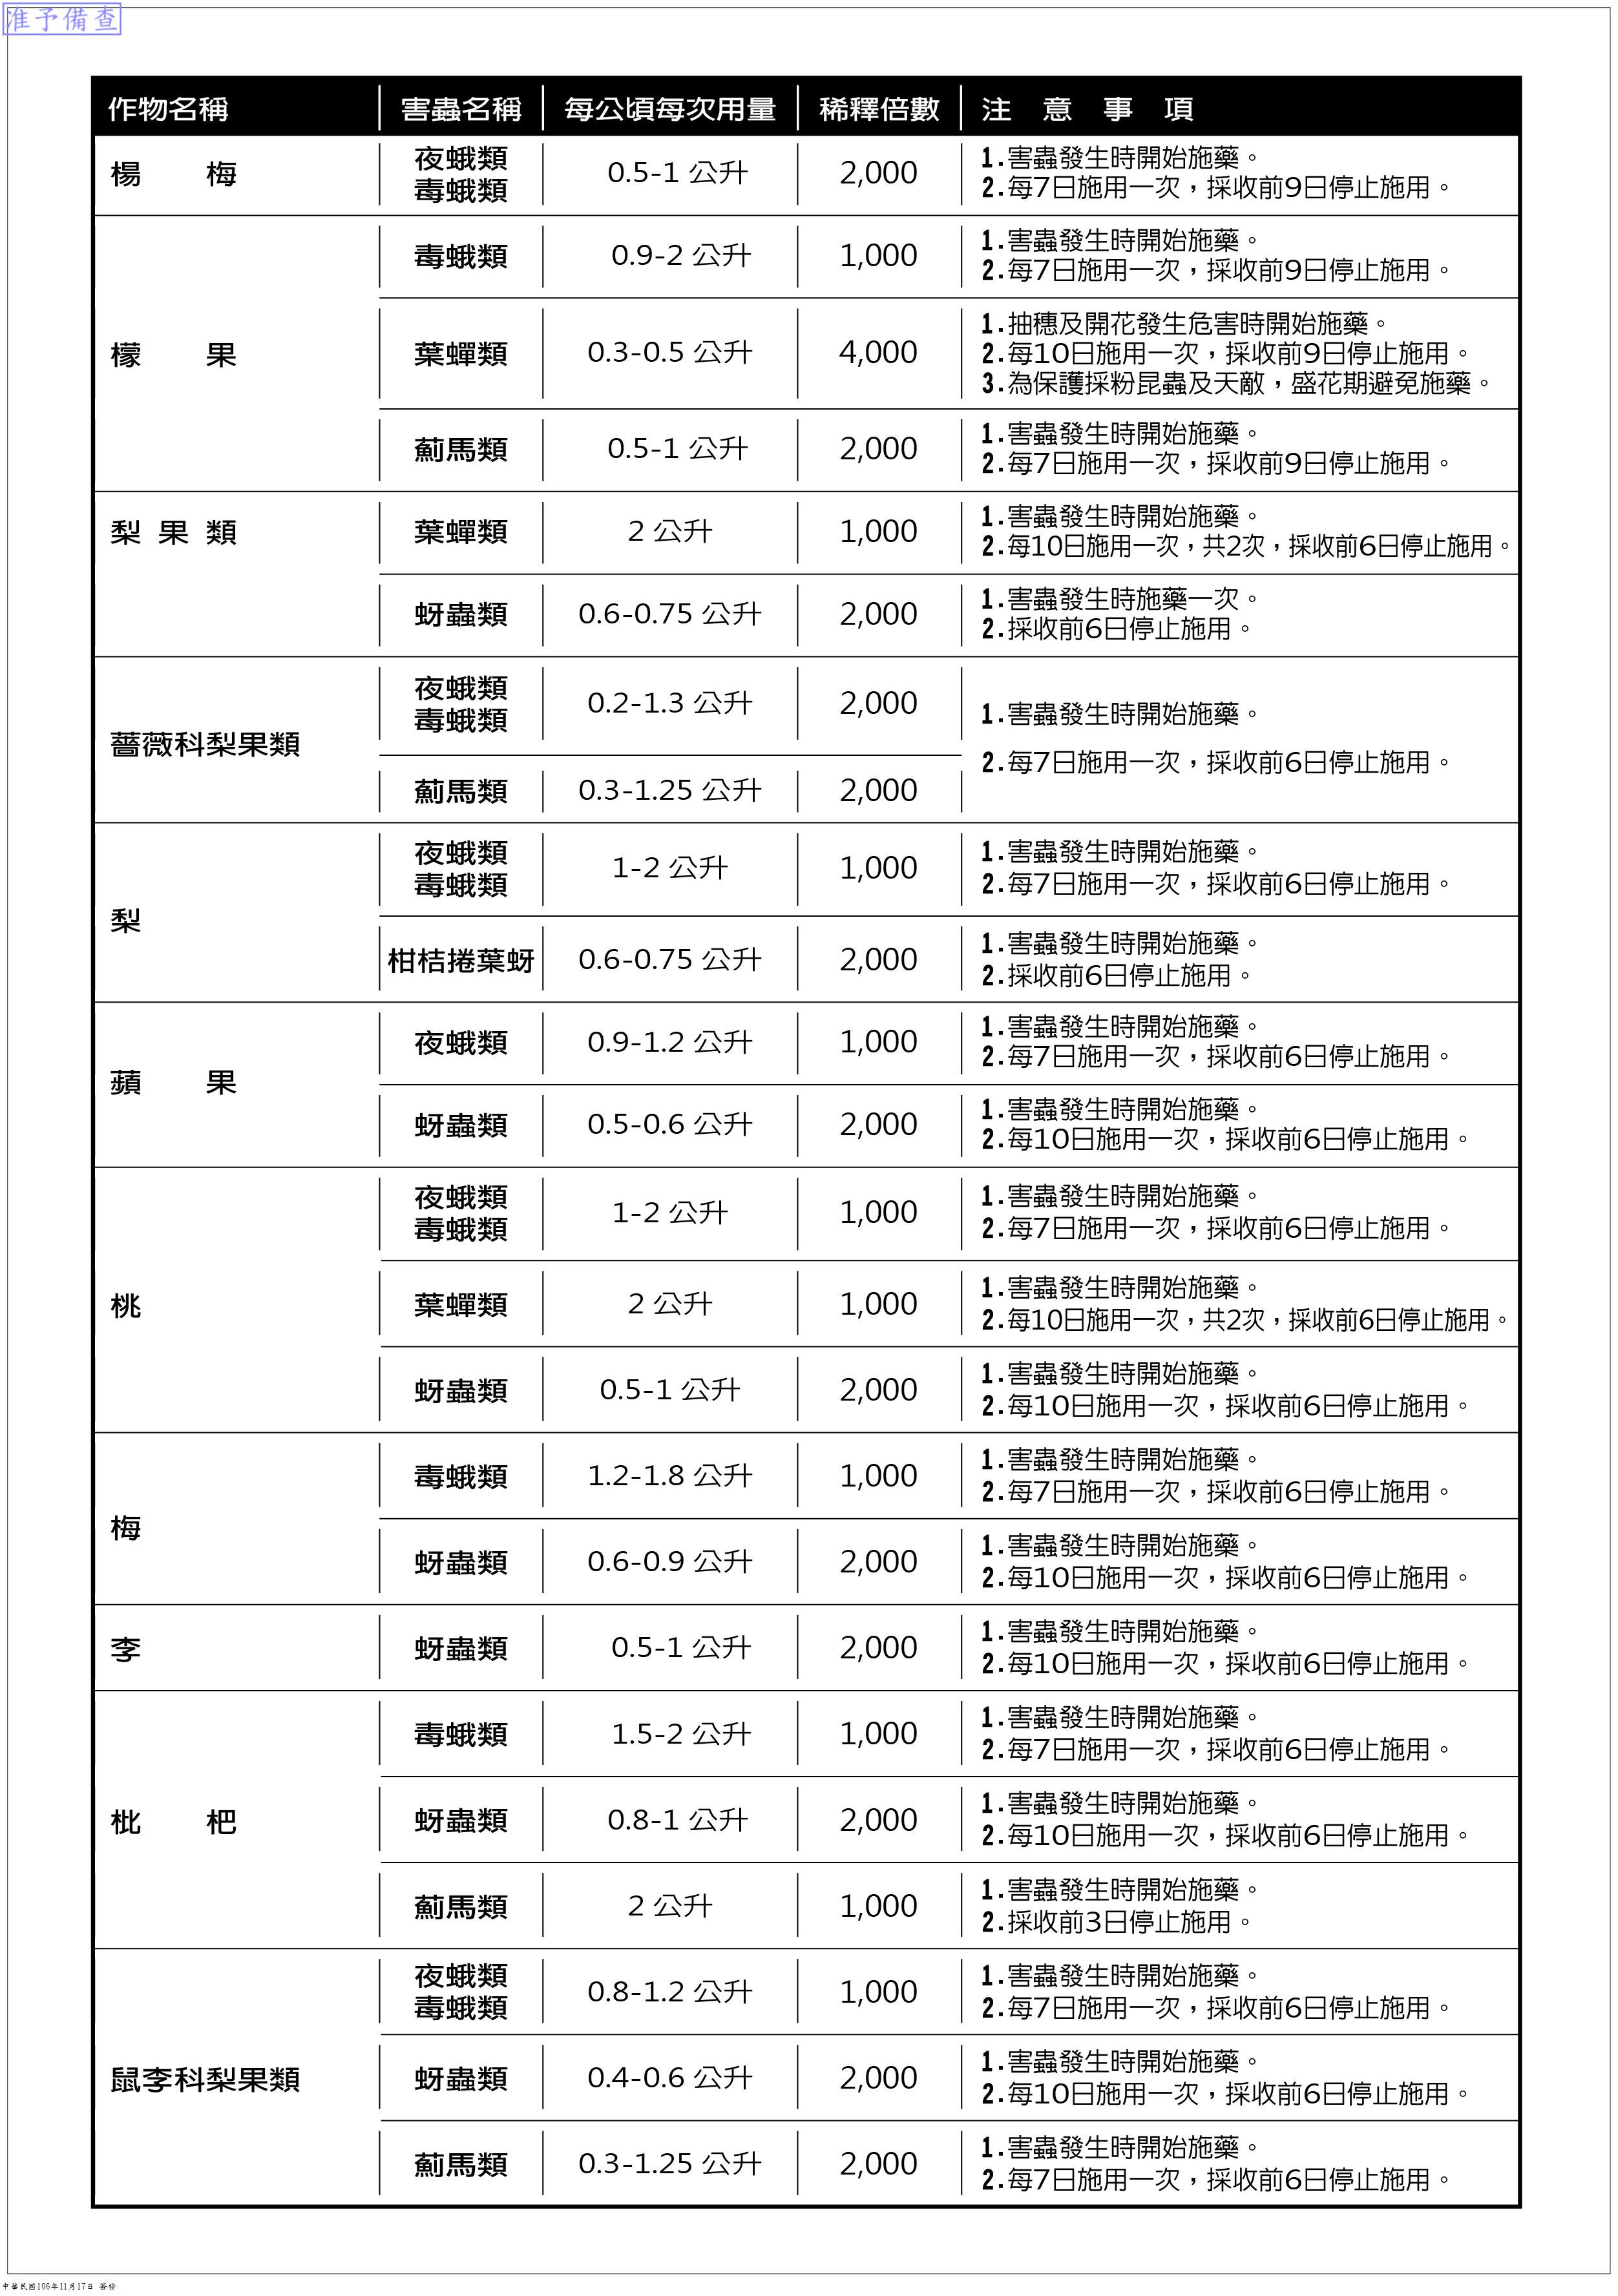 准予備查
作物名稱 害蟲名稱 每公頃每次用量 稀釋倍數 注意事項
楊梅 夜蛾類 毒蛾類 0.5-1 公升 2,000
1.害蟲發生時開始施藥。
2.每7日施用一次，採收前9日停止施用。
檬果
毒蛾類 0.9-2 公升 1,000
1.害蟲發生時開始施藥。
2.每7日施用一次，採收前9日停止施用。
葉蟬類 0.3-0.5 公升 4,000
1.抽穗及開花發生危害時開始施藥。
2.每10日施用一次，採收前9日停止施用。
3.為保護採粉昆蟲及天敵，盛花期避免施藥。
薊馬類 0.5-1 公升 2,000
1.害蟲發生時開始施藥。
2.每7日施用一次，採收前9日停止施用。
梨果類
葉蟬類 2 公升 1,000
1.害蟲發生時開始施藥。
2.每10日施用一次，共2次，採收前6日停止施用。
蚜蟲類 0.6-0.75 公升 2,000
1.害蟲發生時施藥一次。
2.採收前6日停止施用。
薔薇科梨果類
夜蛾類 毒蛾類 0.2-1.3 公升 2,000
1.害蟲發生時開始施藥。
2.每7日施用一次，採收前6日停止施用。
薊馬類 0.3-1.25 公升 2,000
梨
夜蛾類 毒蛾類 1-2 公升 1,000
1.害蟲發生時開始施藥。
2.每7日施用一次，採收前6日停止施用。
柑桔捲葉蚜 0.6-0.75 公升 2,000
1.害蟲發生時開始施藥。
2.採收前6日停止施用。
蘋果
夜蛾類 0.9-1.2 公升 1,000
1.害蟲發生時開始施藥。
2.每7日施用一次，採收前6日停止施用。
蚜蟲類 0.5-0.6 公升 2,000
1.害蟲發生時開始施藥。
2.每10日施用一次，採收前6日停止施用。
桃
夜蛾類 毒蛾類 1-2 公升 1,000
1.害蟲發生時開始施藥。
2.每7日施用一次，採收前6日停止施用。
葉蟬類 2 公升 1,000
1.害蟲發生時開始施藥。
2.每10日施用一次，共2次，採收前6日停止施用。
蚜蟲類 0.5-1 公升 2,000
1.害蟲發生時開始施藥。
2.每10日施用一次，採收前6日停止施用。
梅
毒蛾類 1.2-1.8 公升 1,000
1.害蟲發生時開始施藥。
2.每7日施用一次，採收前6日停止施用。
蚜蟲類 0.6-0.9 公升 2,000
1.害蟲發生時開始施藥。
2.每10日施用一次，採收前6日停止施用。
李
蚜蟲類 0.5-1 公升 2,000
1.害蟲發生時開始施藥。
2.每10日施用一次，採收前6日停止施用。
枇杷
毒蛾類 1.5-2 公升 1,000
1.害蟲發生時開始施藥。
2.每7日施用一次，採收前6日停止施用。
蚜蟲類 0.8-1 公升 2,000
1.害蟲發生時開始施藥。
2.每10日施用一次，採收前6日停止施用。
薊馬類 2 公升 1,000
1.害蟲發生時開始施藥。
2.採收前3日停止施用。
鼠李科梨果類
夜蛾類 毒蛾類 0.8-1.2 公升 1,000
1.害蟲發生時開始施藥。
2.每7日施用一次，採收前6日停止施用。
蚜蟲類 0.4-0.6 公升 2,000
1.害蟲發生時開始施藥。
2.每10日施用一次，採收前6日停止施用。
薊馬類 0.3-1.25 公升 2,000
1.害蟲發生時開始施藥。
2.每7日施用一次，採收前6日停止施用。
中華民國106年11月17日 簽發